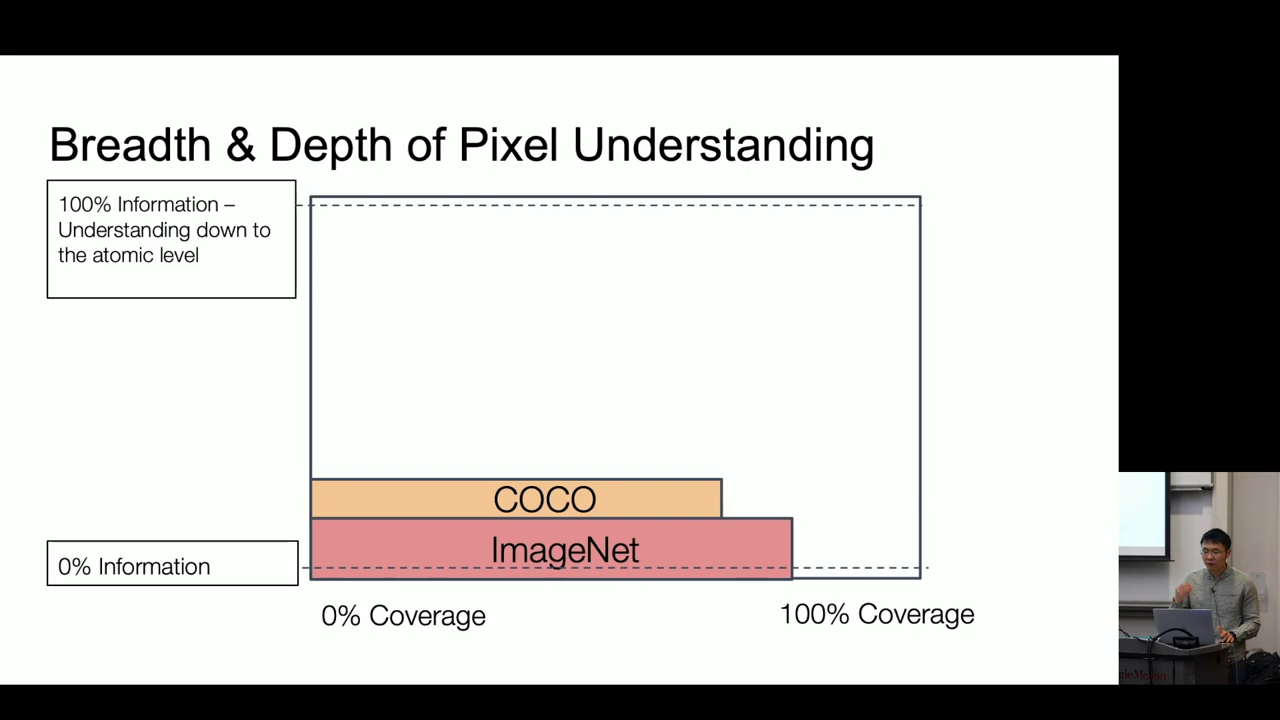 Breadth & Depth of Pixel Understanding
100% Information –
Understanding down to
the atomic level
COCO
ImageNet
0% Information
0% Coverage
100% Coverage